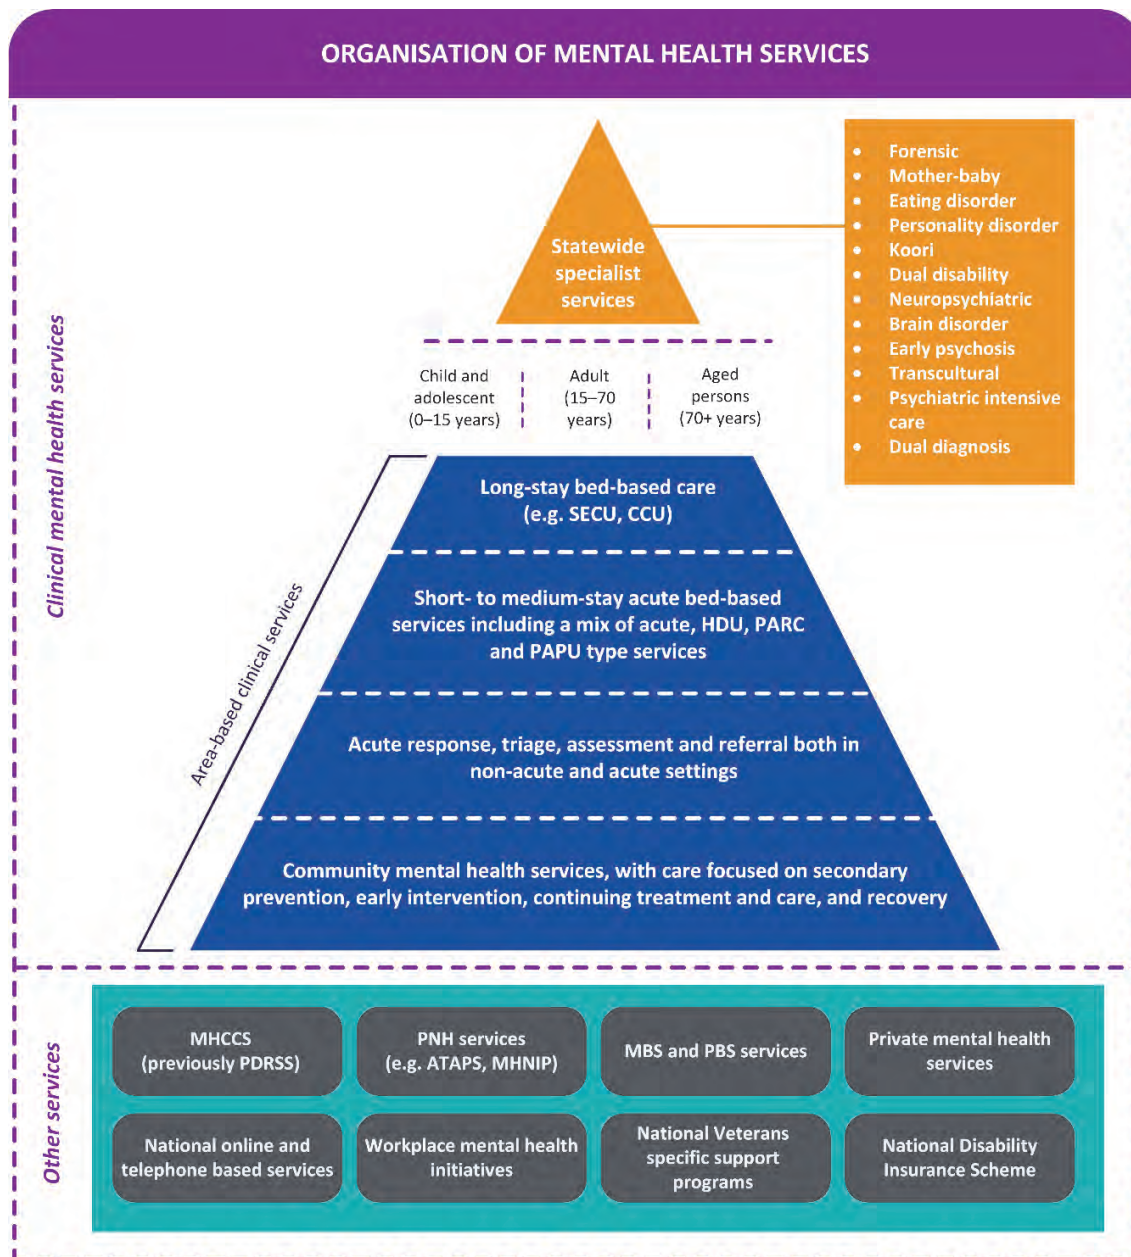 ORGANISATION OF MENTAL HEALTH SERVICES
Clinical mental health services
Statewide
specialist
services
• Forensic
• Mother-baby
• Eating disorder
• Personality disorder
• Koori
• Dual disability
• Neuropsychiatric
• Brain disorder
• Early psychosis
• Transcultural
• Psychiatric intensive
care
• Dual diagnosis
Child and
adolescent
(0–15 years)
Adult
(15–70
years)
Aged
persons
(70+ years)
Area-based clinical services
Long-stay bed-based care
(e.g. SECU, CCU)
Short- to medium-stay acute bed-based
services including a mix of acute, HDU, PARC
and PAPU type services
Acute response, triage, assessment and referral both in
non-acute and acute settings
Community mental health services, with care focused on secondary
prevention, early intervention, continuing treatment and care, and recovery
Other services
MHCCS
(previously PDRSS)
PNH services
(e.g. ATAPS, MHNIP)
MBS and PBS services
Private mental health
services
National online and
telephone based services
Workplace mental health
initiatives
National Veterans
specific support
programs
National Disability
Insurance Scheme